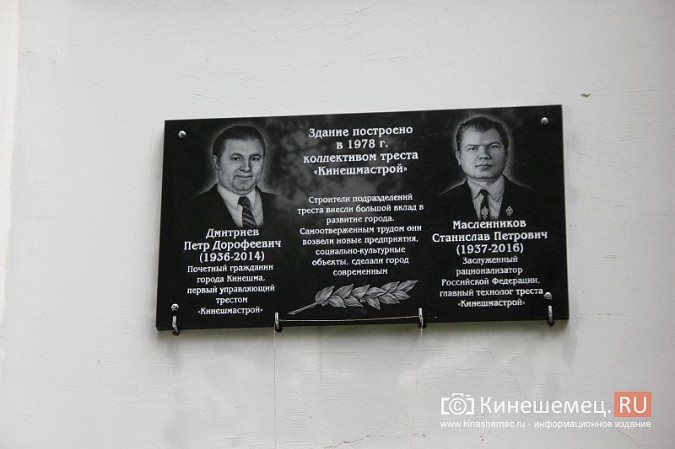 Здание построено
в 1978 г.
коллективом треста
«Кинешмастрой»
Строители подразделений
треста внесли большой вклад в
развитие города.
Самоотверженным трудом они
возвели новые предприятия,
социально-культурные
объекты, сделали город
современным
Дмитриев
Петр Дорофеевич
(1936-2014)
Почетный гражданин
города Кинешма,
первый управляющий
трестом
«Кинешмастрой»
Масленников
Станислав Петрович
(1937-2016)
Заслуженный
рационализатор
Российской Федерации,
главный технолог треста
«Кинешмастрой»
Кинешемец.RU
www.kineshemec.ru - информационное издание